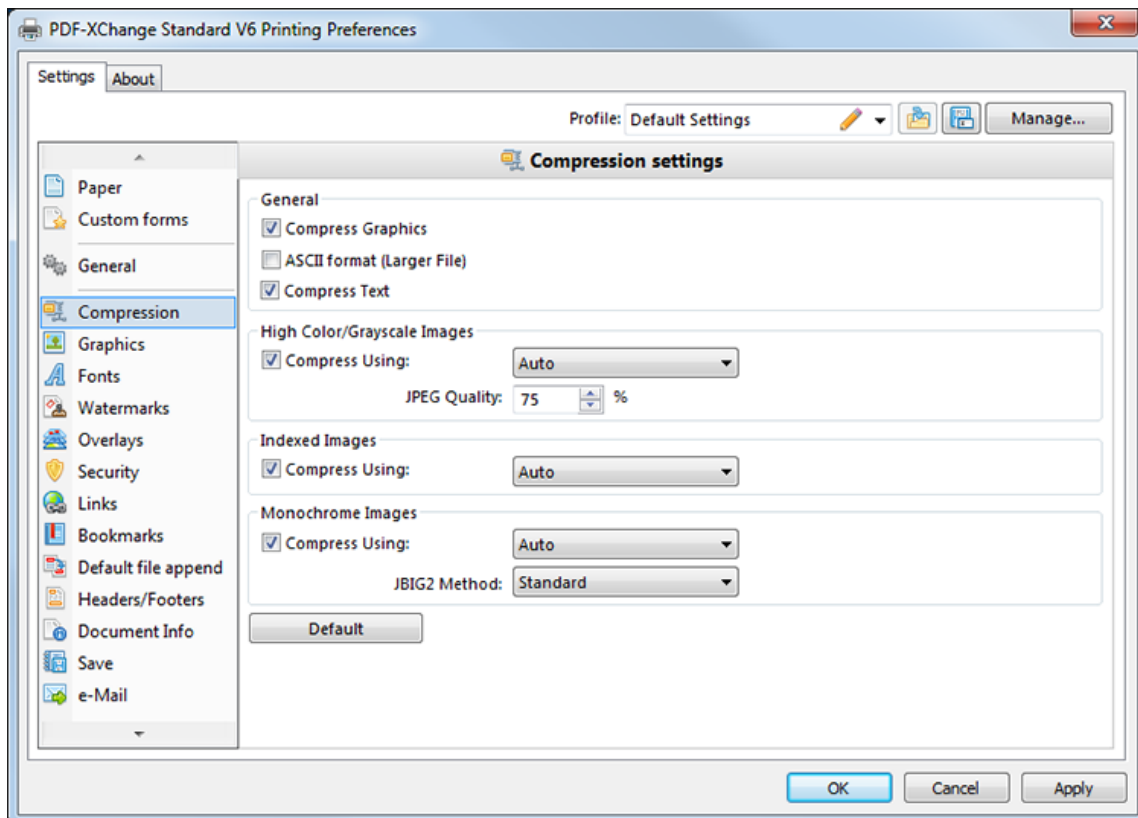 PDF-XChange Standard V6 Printing Preferences
Settings About
Profile: Default Settings Manage...
Compression settings
Paper
Custom forms
General
Compression
Graphics
Fonts
Watermarks
Overlays
Security
Links
Bookmarks
Default file append
Headers/Footers
Document Info
Save
e-Mail
General
Compress Graphics
ASCII format (Larger File)
Compress Text
High Color/Grayscale Images
Compress Using: Auto
JPEG Quality: 75 %
Indexed Images
Compress Using: Auto
Monochrome Images
Compress Using: Auto
JBIG2 Method: Standard
Default
OK Cancel Apply